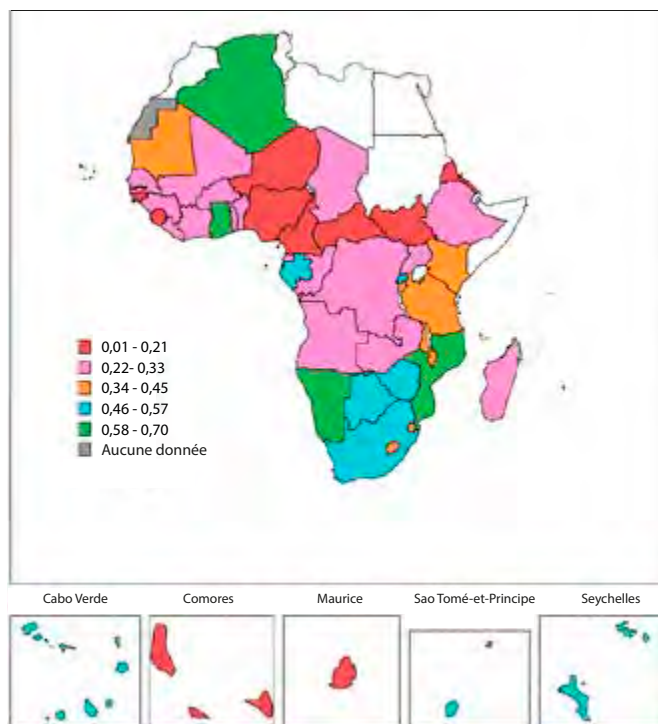 0,01 - 0,21
0,22- 0,33
0,34 - 0,45
0,46 - 0,57
0,58 - 0,70
Aucune donnée
Cabo Verde
Comores
Maurice
Sao Tomé-et-Principe
Seychelles